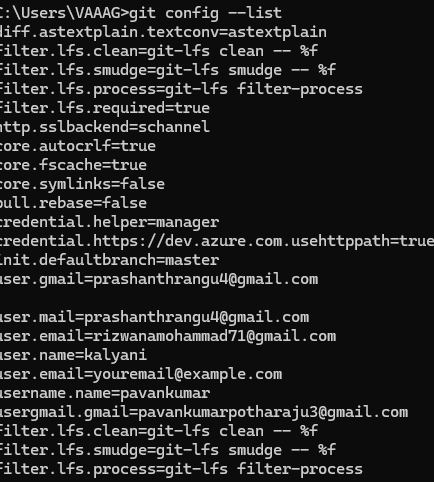 C:\Users\VAAAG>git config --list
diff.astextplain.textconv=astextplain
filter.lfs.clean=git-lfs clean -- %f
filter.lfs.smudge=git-lfs smudge -- %f
filter.lfs.process=git-lfs filter-process
filter.lfs.required=true
http.sslbackend=schannel
core.autocrlf=true
core.fscache=true
core.symlinks=false
pull.rebase=false
credential.helper=manager
credential.https://dev.azure.com.usehttppath=true
init.defaultbranch=master
user.gmail=prashanthrangu4@gmail.com
user.mail=prashanthrangu4@gmail.com
user.email=rizwanamohammad71@gmail.com
user.name=kalyani
user.email=youremail@example.com
username.name=pavankumar
usergmail.gmail=pavankumarpotharaju3@gmail.com
filter.lfs.clean=git-lfs clean -- %f
filter.lfs.smudge=git-lfs smudge -- %f
filter.lfs.process=git-lfs filter-process